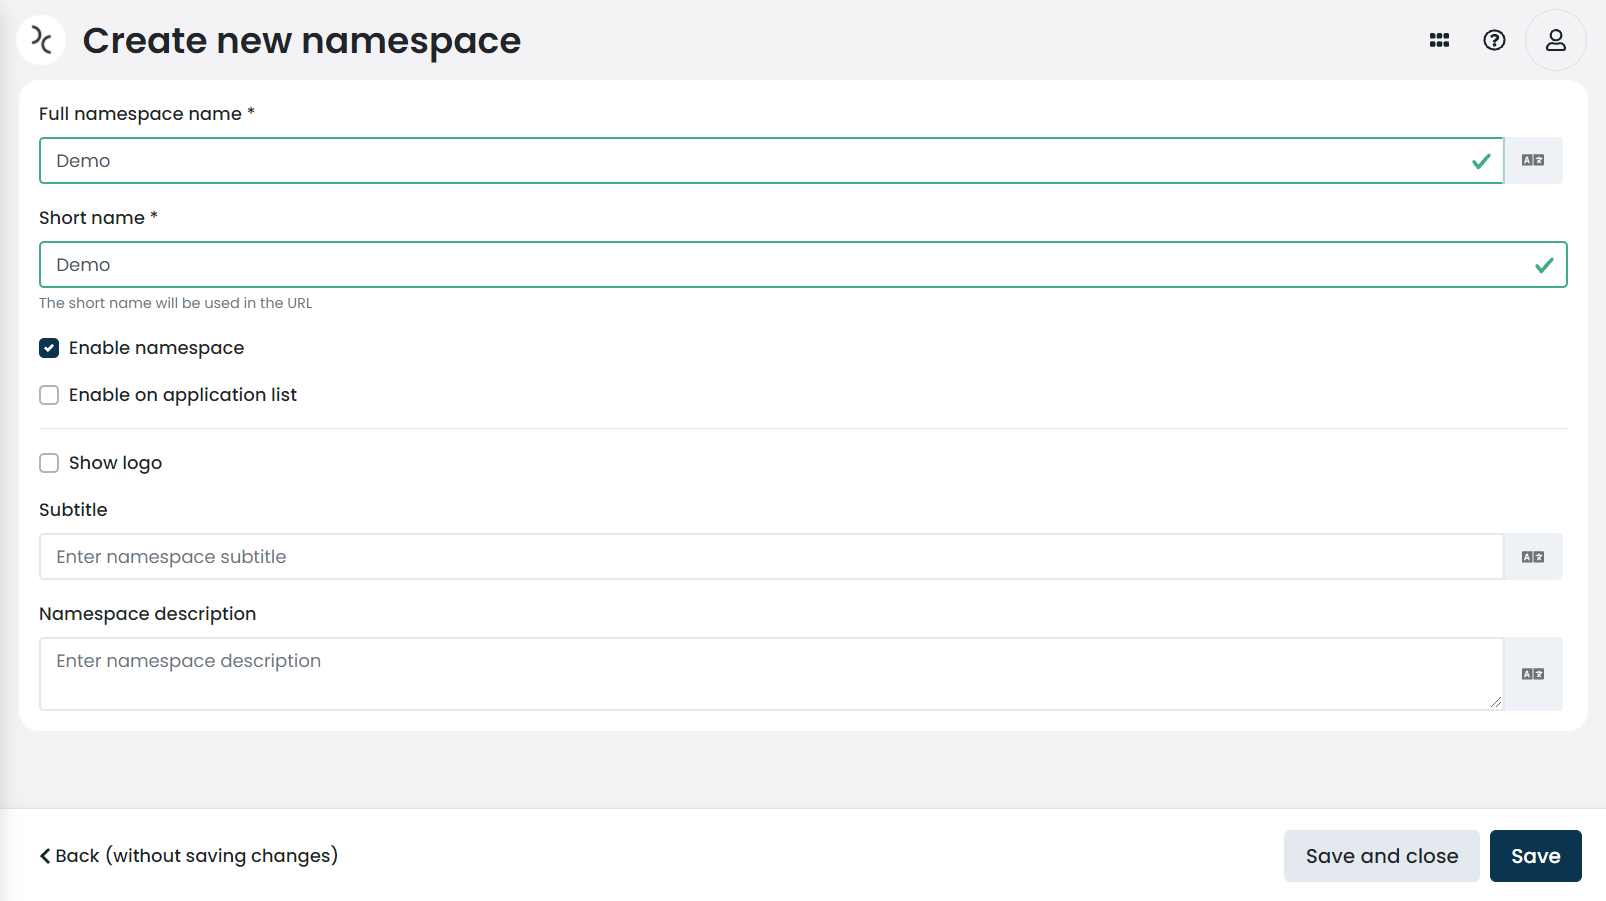 Create new namespace
Full namespace name *
Demo
Short name *
Demo
The short name will be used in the URL
Enable namespace
Enable on application list
Show logo
Subtitle
Enter namespace subtitle
Namespace description
Enter namespace description
Back (without saving changes)
Save and close
Save